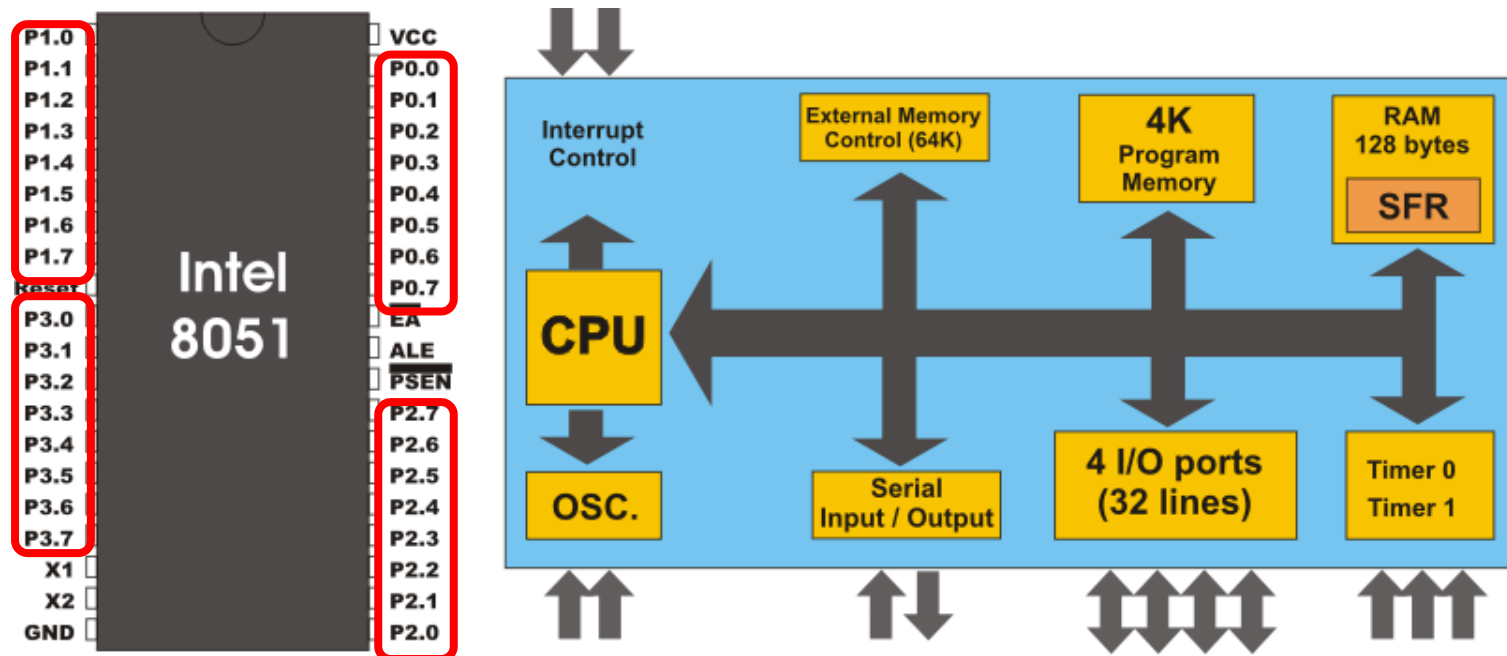 P1.0
P1.1
P1.2
P1.3
P1.4
P1.5
P1.6
P1.7
Reset
P3.0
P3.1
P3.2
P3.3
P3.4
P3.5
P3.6
P3.7
X1
X2
GND
Intel
8051
VCC
P0.0
P0.1
P0.2
P0.3
P0.4
P0.5
P0.6
P0.7
EA
ALE
PSEN
P2.7
P2.6
P2.5
P2.4
P2.3
P2.2
P2.1
P2.0
Interrupt
Control
External Memory
Control (64K)
4K
Program
Memory
RAM
128 bytes
SFR
CPU
OSC.
Serial
Input / Output
4 I/O ports
(32 lines)
Timer 0
Timer 1